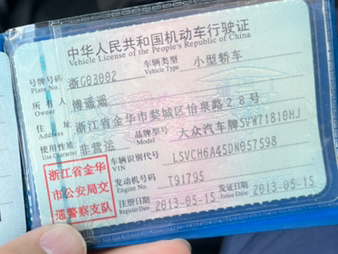 中华人民共和国机动车行驶证
Vehicle License of the People's Republic of China
号牌号码 Plate No. 浙G03002 车辆类型 Vehicle Type 小型轿车
所有人 Owner 傅遥遥
住址 Address 浙江省金华市婺城区怡泉路28号
使用性质 Use Character 非营运 品牌型号 Model 大众汽车牌SVW71810HJ
浙江省金华市公安局交通警察支队
车辆识别代号 VIN LSVCH6A45DN057598
发动机号码 Engine No. T91795
注册日期 Register Date 2013-05-15 发证日期 Issue Date 2013-05-15